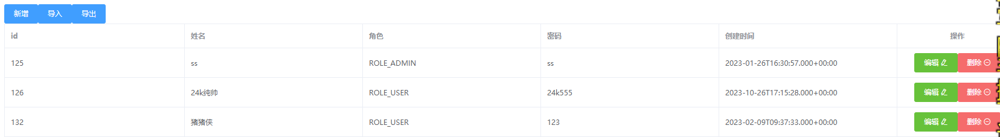 新增 导入 导出
id 姓名 角色 密码 创建时间 操作
125 ss ROLE_ADMIN ss 2023-01-26T16:30:57.000+00:00 编辑 删除
126 24k纯帅 ROLE_USER 24k555 2023-10-26T17:15:28.000+00:00 编辑 删除
132 猪猪侠 ROLE_USER 123 2023-02-09T09:37:33.000+00:00 编辑 删除